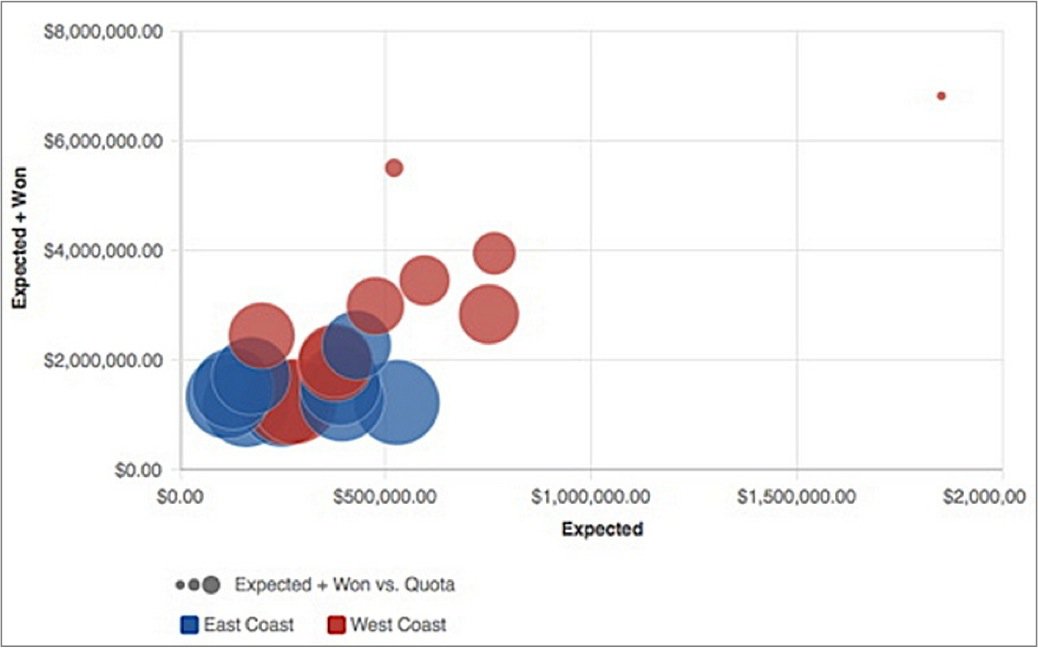 $8,000,000.00
$6,000,000.00
$4,000,000.00
$2,000,000.00
$0.00
Expected + Won
$0.00 $500,000.00 $1,000,000.00 $1,500,000.00 $2,000,00
Expected
Expected + Won vs. Quota
East Coast West Coast